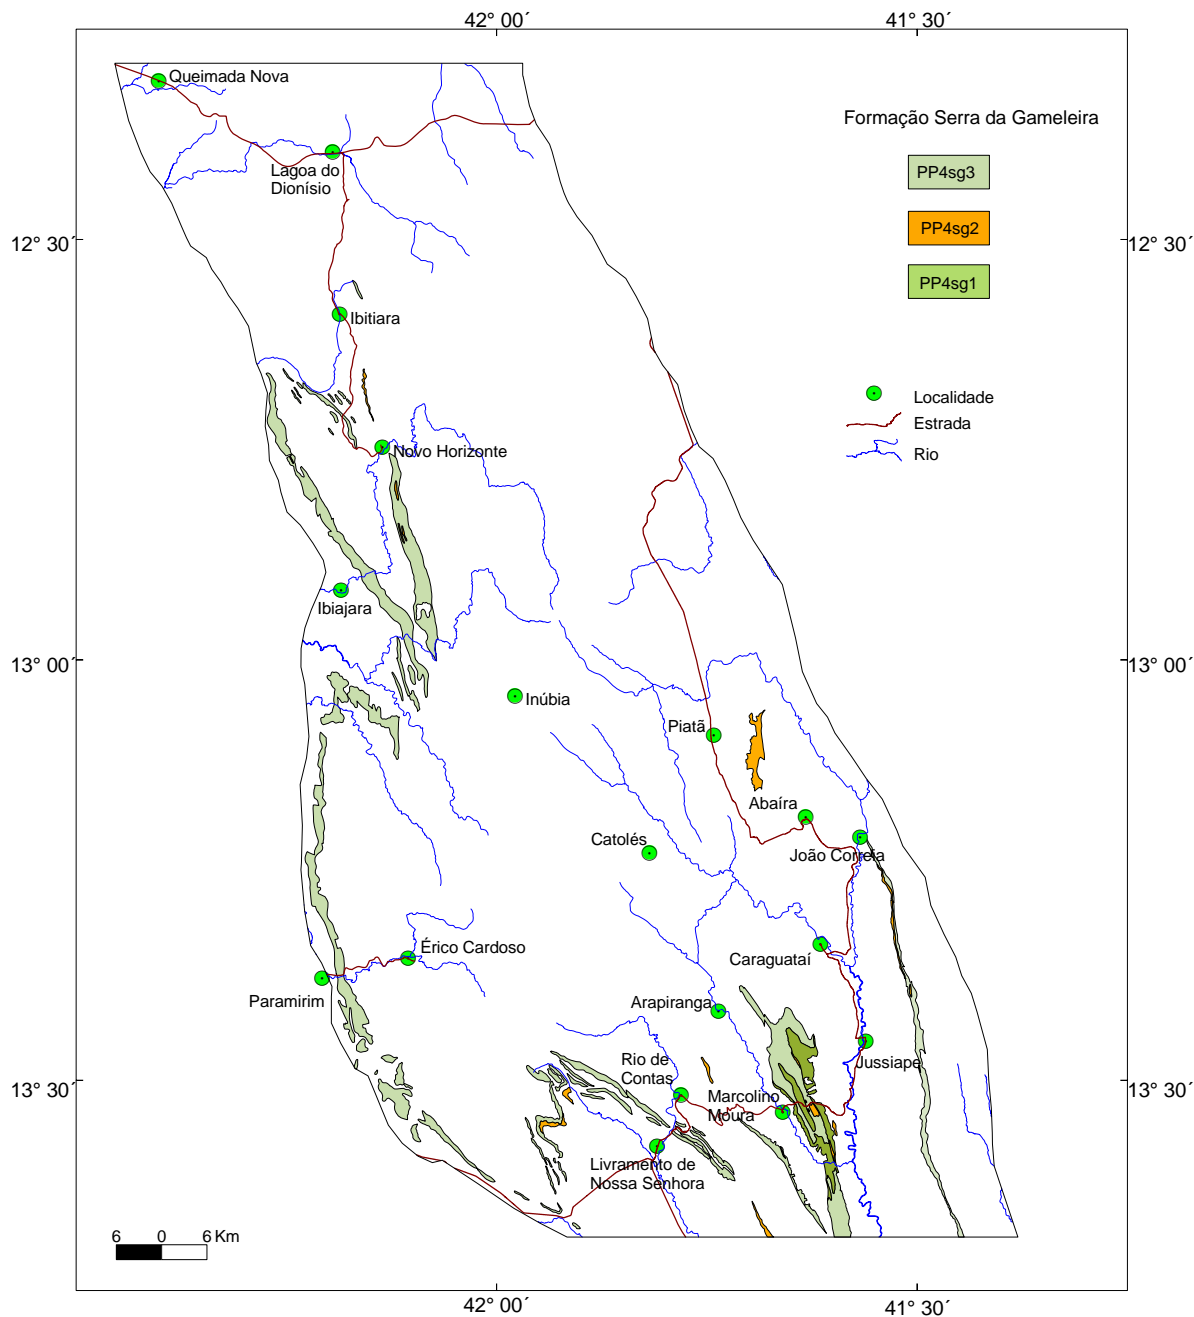 42° 00´
41° 30´
Queimada Nova
Formação Serra da Gameleira
Lagoa do
Dionísio
PP4sg3
PP4sg2
12° 30´
12° 30´
PP4sg1
Ibitiara
Localidade
Estrada
Rio
Novo Horizonte
Ibiajara
13° 00´
13° 00´
Inúbia
Piatã
Abaíra
Catolés
João Correia
Érico Cardoso
Caraguataí
Paramirim
Arapiranga
Rio de
Contas
Jussiape
13° 30´
13° 30´
Marcolino
Moura
Livramento de
Nossa Senhora
6 0 6 Km
42° 00´
41° 30´